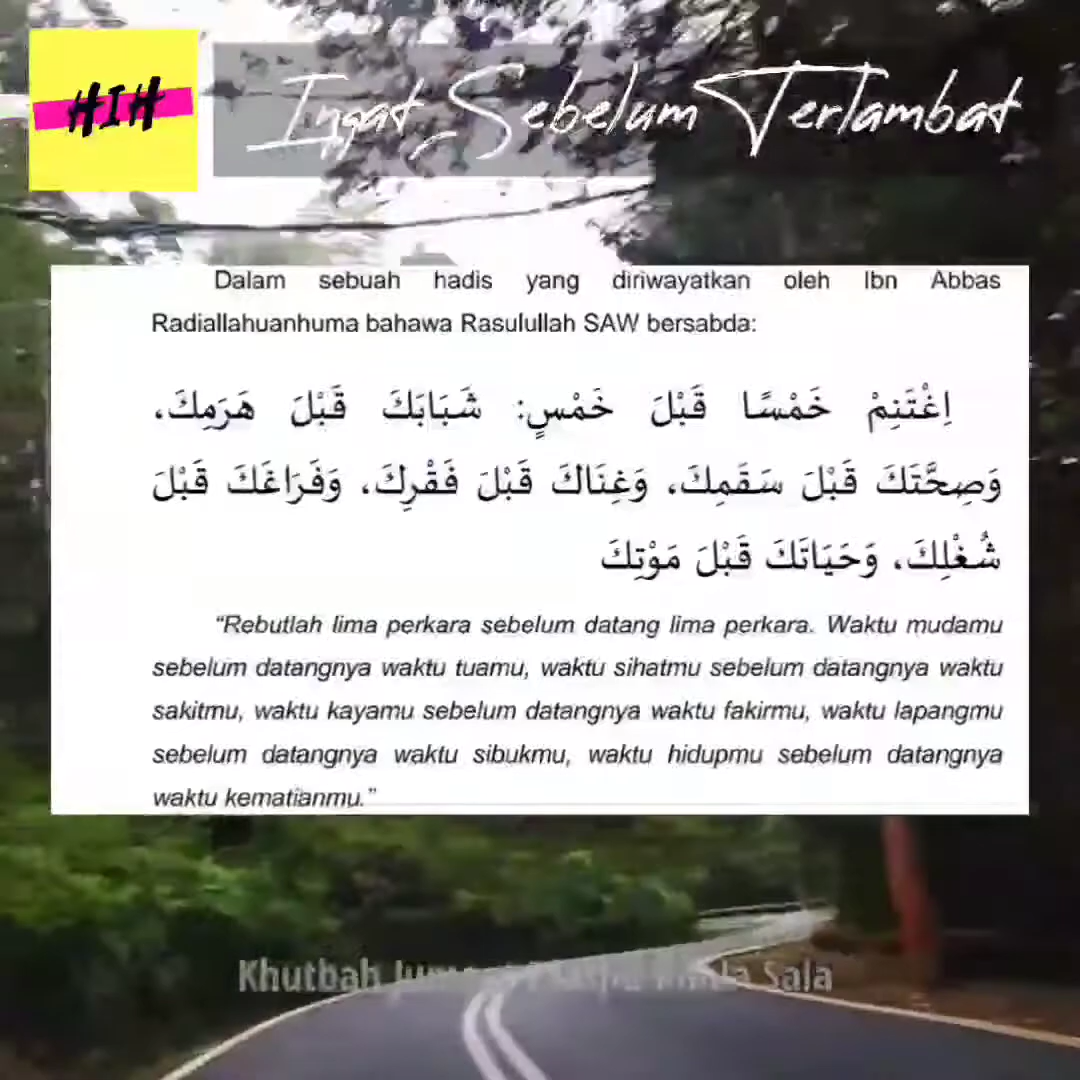 HIH
Ingat Sebelum Terlambat
Dalam sebuah hadis yang diriwayatkan oleh Ibn Abbas
Radiallahuanhuma bahawa Rasulullah SAW bersabda:
اِغْتَنِمْ خَمْسًا قَبْلَ خَمْسٍ: شَبَابَكَ قَبْلَ هَرَمِكَ،
وَصِحَّتَكَ قَبْلَ سَقَمِكَ، وَغِنَاكَ قَبْلَ فَقْرِكَ، وَفَرَاغَكَ قَبْلَ
شُغْلِكَ، وَحَيَاتَكَ قَبْلَ مَوْتِكَ
“Rebutlah lima perkara sebelum datang lima perkara. Waktu mudamu
sebelum datangnya waktu tuamu, waktu sihatmu sebelum datangnya waktu
sakitmu, waktu kayamu sebelum datangnya waktu fakirmu, waktu lapangmu
sebelum datangnya waktu sibukmu, waktu hidupmu sebelum datangnya
waktu kematianmu.”
Khutbah Sala